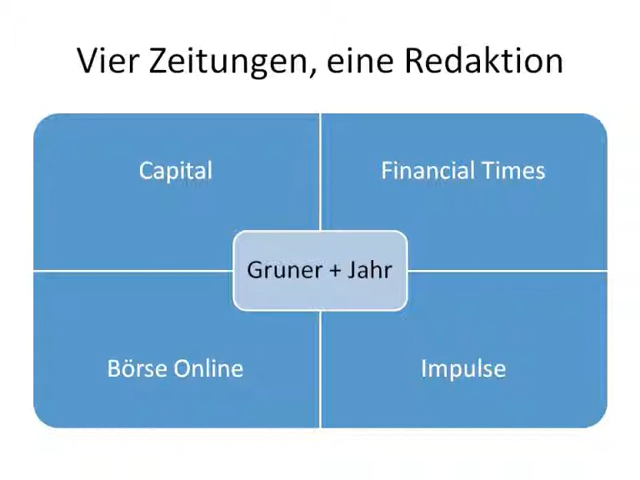 Vier Zeitungen, eine Redaktion
Capital
Financial Times
Gruner + Jahr
Börse Online
Impulse